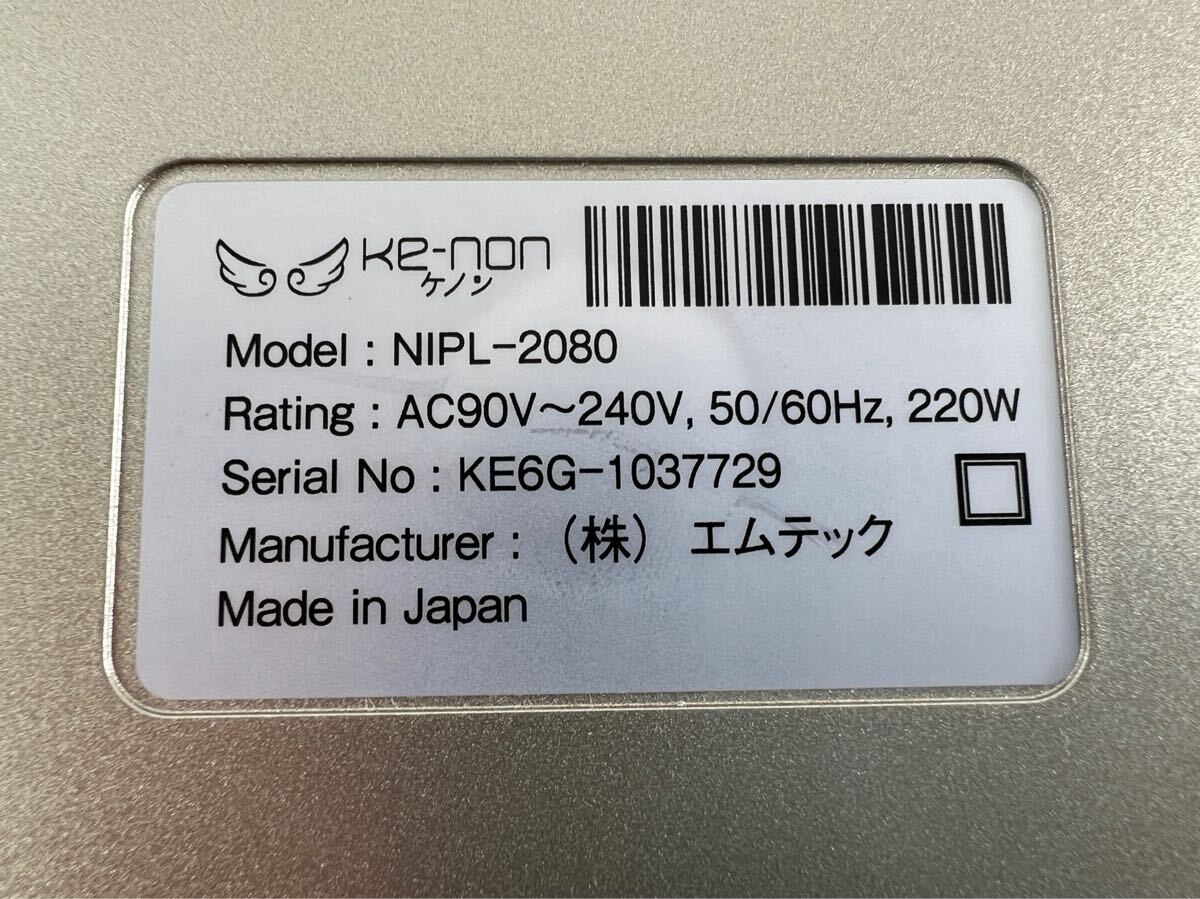 ke-non
ケノン
Model : NIPL-2080
Rating : AC90V～240V, 50/60Hz, 220W
Serial No : KE6G-1037729
Manufacturer : （株） エムテック
Made in Japan